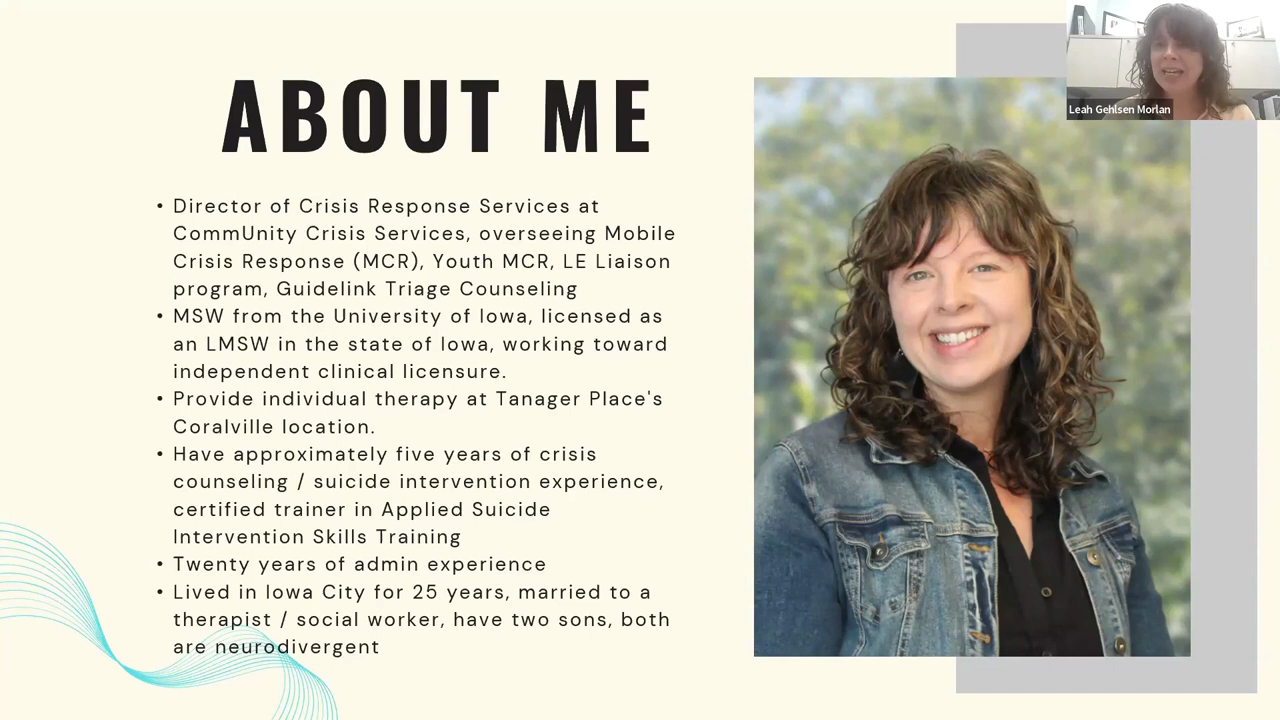 ABOUT ME
• Director of Crisis Response Services at
CommUnity Crisis Services, overseeing Mobile
Crisis Response (MCR), Youth MCR, LE Liaison
program, Guidelink Triage Counseling
• MSW from the University of Iowa, licensed as
an LMSW in the state of Iowa, working toward
independent clinical licensure.
• Provide individual therapy at Tanager Place's
Coralville location.
• Have approximately five years of crisis
counseling / suicide intervention experience,
certified trainer in Applied Suicide
Intervention Skills Training
• Twenty years of admin experience
• Lived in Iowa City for 25 years, married to a
therapist / social worker, have two sons, both
are neurodivergent
Leah Gehlsen Morlan